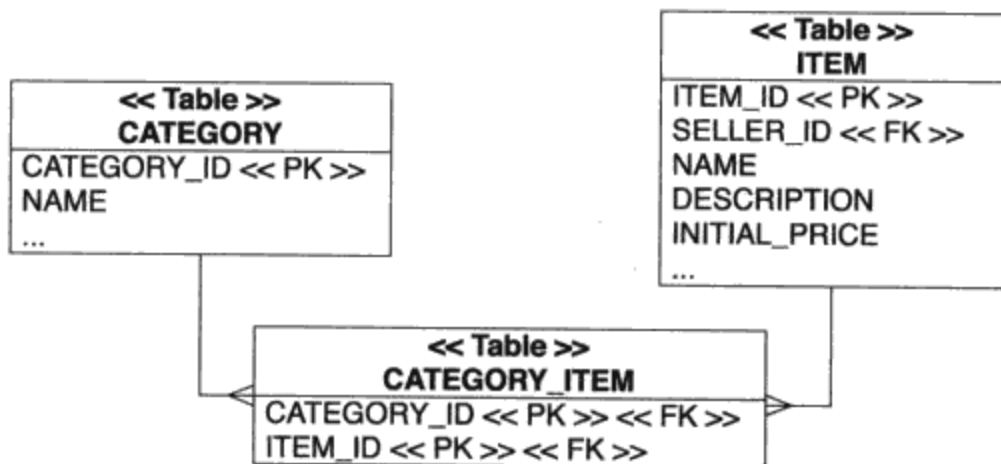 << Table >>
CATEGORY
CATEGORY_ID << PK >>
NAME
...
<< Table >>
ITEM
ITEM_ID << PK >>
SELLER_ID << FK >>
NAME
DESCRIPTION
INITIAL_PRICE
...
<< Table >>
CATEGORY_ITEM
CATEGORY_ID << PK >> << FK >>
ITEM_ID << PK >> << FK >>